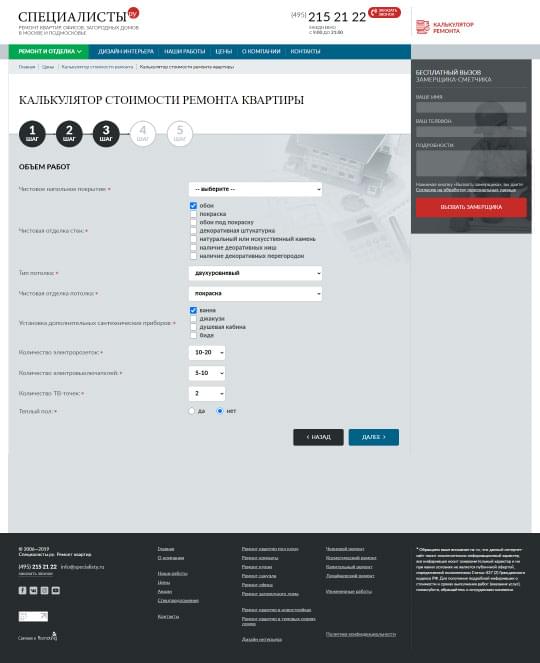 СПЕЦИАЛИСТЫ.РУ
РЕМОНТ КВАРТИР, ОФИСОВ, ЗАГОРОДНЫХ ДОМОВ
В МОСКВЕ И ПОДМОСКОВЬЕ
(495) 215 21 22
ЕЖЕДНЕВНО
С 9:00 ДО 21:00
ЗАКАЗАТЬ
ЗВОНОК
КАЛЬКУЛЯТОР
РЕМОНТА
РЕМОНТ И ОТДЕЛКА
ДИЗАЙН ИНТЕРЬЕРА
НАШИ РАБОТЫ
ЦЕНЫ
О КОМПАНИИ
КОНТАКТЫ
Главная
Цены
Калькулятор стоимости ремонта
Калькулятор стоимости ремонта квартиры
КАЛЬКУЛЯТОР СТОИМОСТИ РЕМОНТА КВАРТИРЫ
1 ШАГ
2 ШАГ
3 ШАГ
4 ШАГ
5 ШАГ
ОБЪЕМ РАБОТ
Чистовое напольное покрытие: *
-- выберите --
Чистовая отделка стен: *
обои
покраска
обои под покраску
декоративная штукатурка
натуральный или искусственный камень
наличие деоративных ниш
наличие декоративных перегородок
Тип потолка: *
двухуровневый
Чистовая отделка потолка: *
покраска
Установка дополнительных сантехнических приборов: *
ванна
джакузи
душевая кабина
биде
Количество электророзеток: *
10-20
Количество электровыключателей: *
5-10
Количество ТВ-точек: *
2
Теплый пол: *
да
нет
НАЗАД
ДАЛЕЕ
БЕСПЛАТНЫЙ ВЫЗОВ
ЗАМЕРЩИКА-СМЕТЧИКА
ВАШЕ ИМЯ:
ВАШ ТЕЛЕФОН:
ПОДРОБНОСТИ:
Нажимая кнопку «Вызвать замерщика», вы даете
Согласие на обработку персональных данных
ВЫЗВАТЬ ЗАМЕРЩИКА
© 2006—2019
Специалисты.ру. Ремонт квартир.
(495) 215 21 22 info@specialisty.ru
ЗАКАЗАТЬ ЗВОНОК
Сделано в
Главная
О компании
Наши работы
Цены
Акции
Спецпредложения
Контакты
Ремонт квартир под ключ
Ремонт комнаты
Ремонт кухни
Ремонт санузла
Ремонт офиса
Ремонт загородного дома
Ремонт квартир в новостройках
Ремонт квартир в типовых сериях
домов
Дизайн интерьера
Черновой ремонт
Косметический ремонт
Капитальный ремонт
Дизайнерский ремонт
Инженерные работы
Политика конфиденциальности
* Обращаем ваше внимание на то, что данный интернет-
сайт носит исключительно информационный характер,
вся информация носит ознакомительный характер и ни
при каких условиях не является публичной офертой,
определяемой положениями Статьи 437 (2) Гражданского
кодекса РФ. Для получения подробной информации о
стоимости и сроках выполнения работ (оказания услуг),
пожалуйста, обращайтесь к сотрудникам компании.